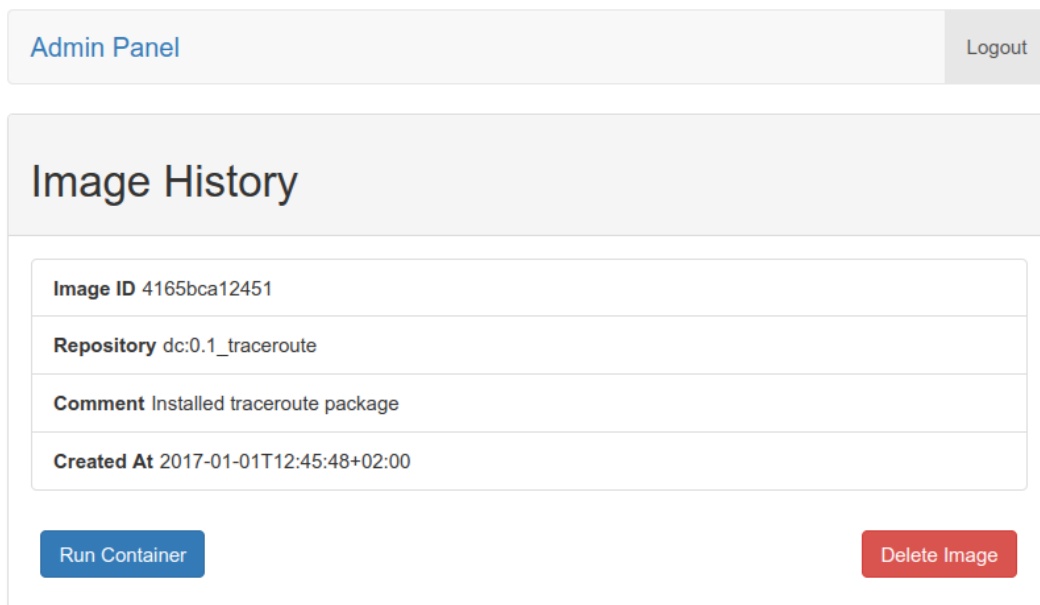 Admin Panel
Logout
Image History
Image ID 4165bca12451
Repository dc:0.1_traceroute
Comment Installed traceroute package
Created At 2017-01-01T12:45:48+02:00
Run Container
Delete Image